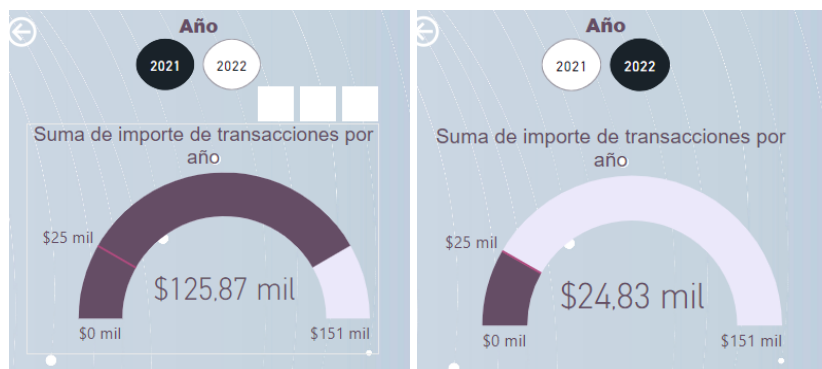 Año
2021 2022
Suma de importe de transacciones por
año
$25 mil
$125,87 mil
$0 mil $151 mil
Año
2021 2022
Suma de importe de transacciones por
año
$25 mil
$24,83 mil
$0 mil $151 mil